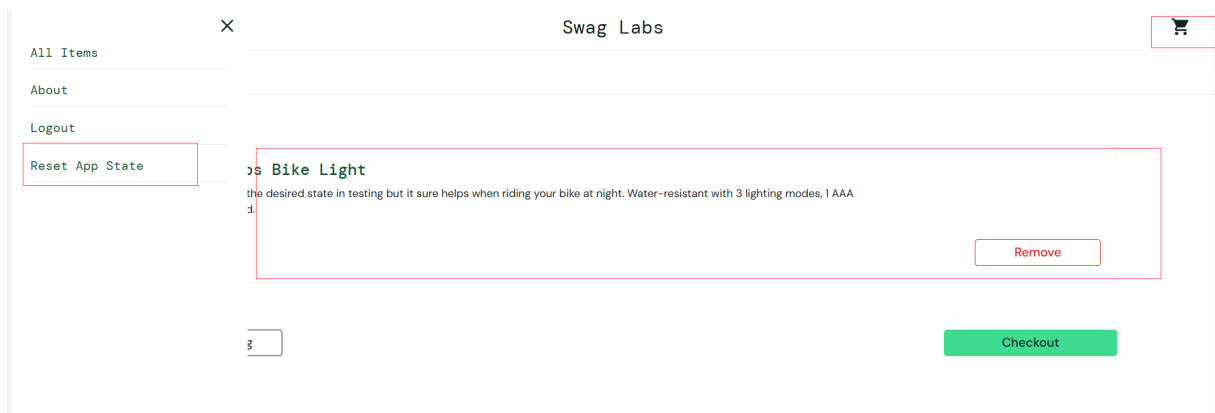 Swag Labs
All Items
About
Logout
Reset App State
os Bike Light
the desired state in testing but it sure helps when riding your bike at night. Water-resistant with 3 lighting modes, 1 AAA
d.
Remove
g
Checkout